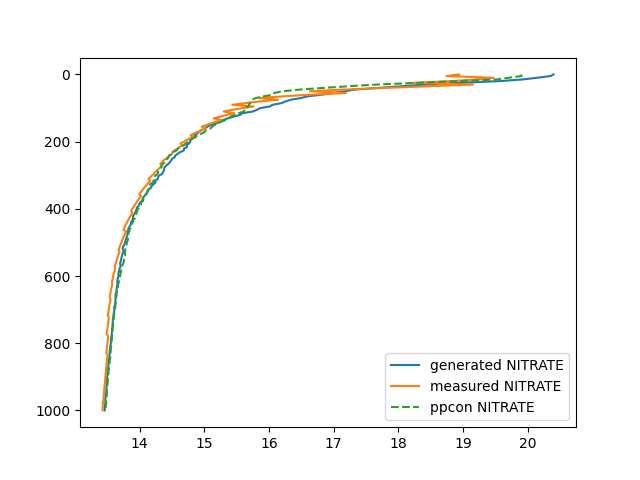 0
200
400
600
800
1000
14 15 16 17 18 19 20
generated NITRATE
measured NITRATE
ppcon NITRATE